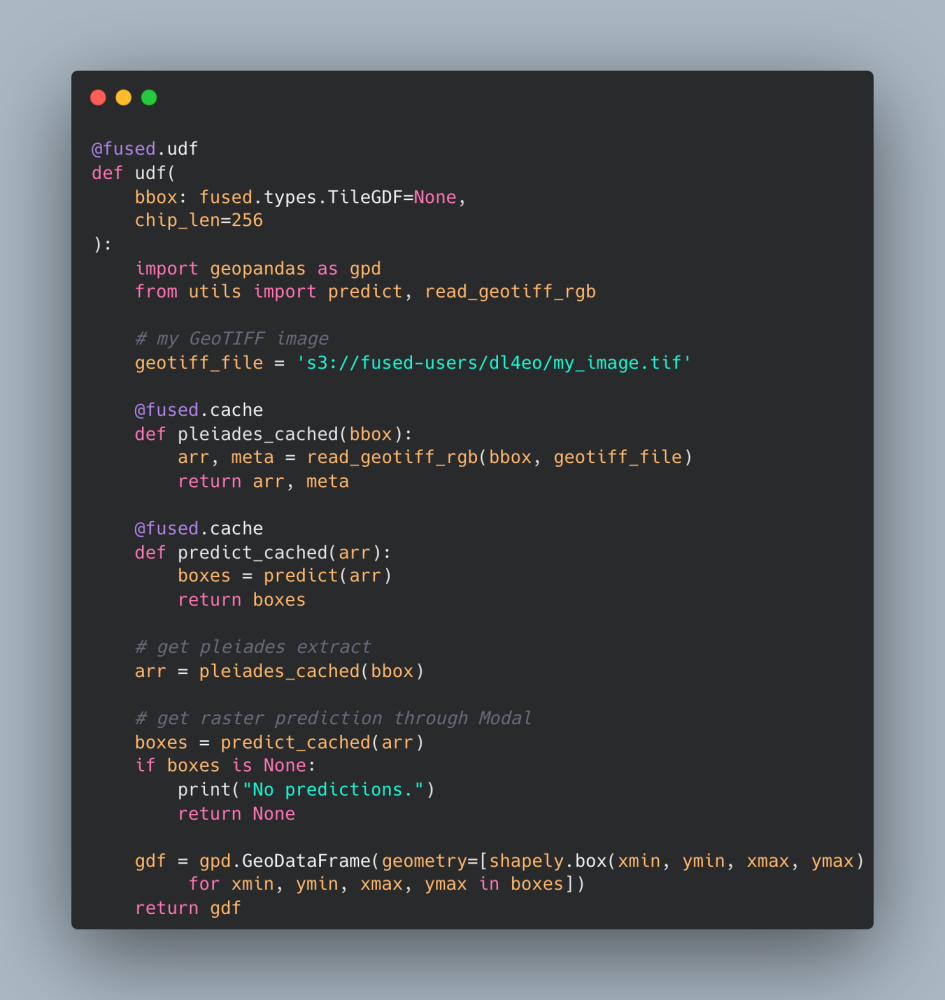 @fused.udf
def udf(
    bbox: fused.types.TileGDF=None,
    chip_len=256
):
    import geopandas as gpd
    from utils import predict, read_geotiff_rgb

    # my GeoTIFF image
    geotiff_file = 's3://fused-users/dl4eo/my_image.tif'

    @fused.cache
    def pleiades_cached(bbox):
        arr, meta = read_geotiff_rgb(bbox, geotiff_file)
        return arr, meta

    @fused.cache
    def predict_cached(arr):
        boxes = predict(arr)
        return boxes

    # get pleiades extract
    arr = pleiades_cached(bbox)

    # get raster prediction through Modal
    boxes = predict_cached(arr)
    if boxes is None:
        print("No predictions.")
        return None

    gdf = gpd.GeoDataFrame(geometry=[shapely.box(xmin, ymin, xmax, ymax)
         for xmin, ymin, xmax, ymax in boxes])
    return gdf